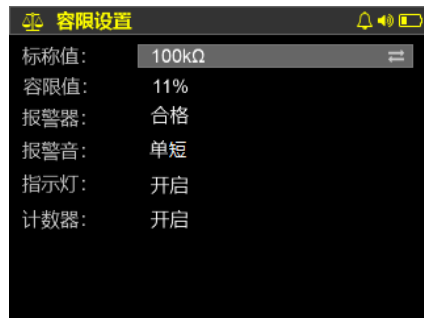 容限设置
标称值： 100kΩ
容限值： 11%
报警器： 合格
报警音： 单短
指示灯： 开启
计数器： 开启